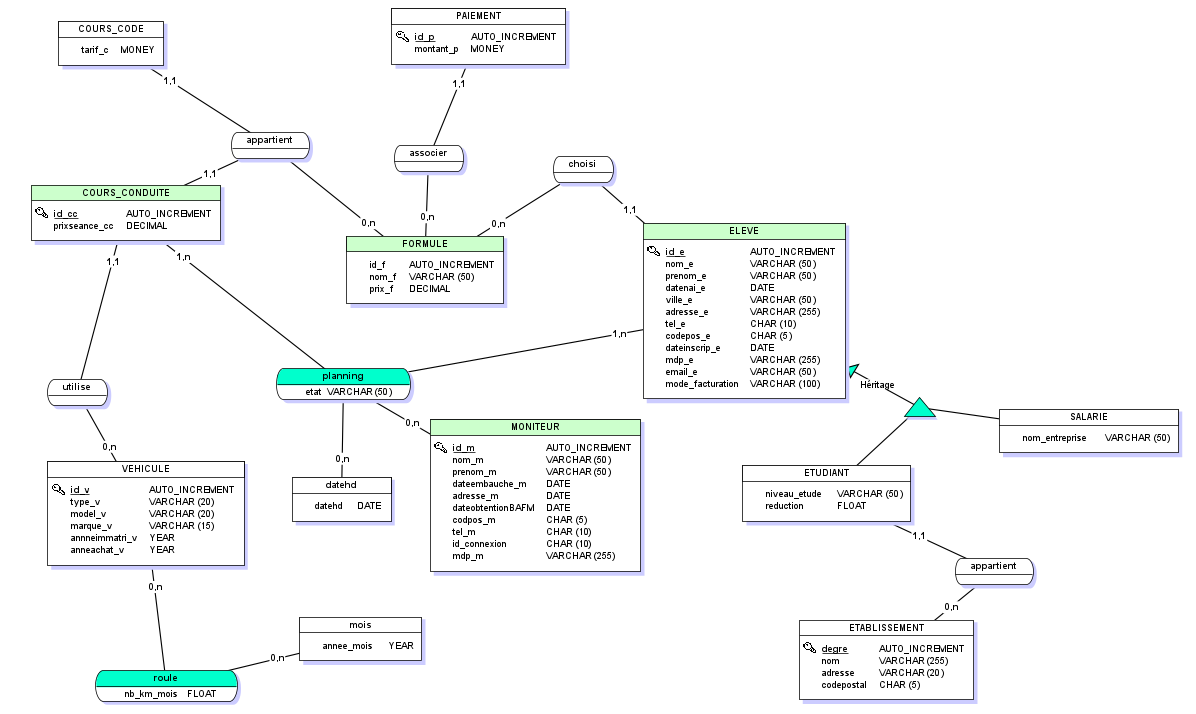 COURS_CODE
tarif_c MONEY
PAIEMENT
id_p AUTO_INCREMENT
montant_p MONEY
1,1
1,1
appartient
associer
choisi
1,1
COURS_CONDUITE
id_cc AUTO_INCREMENT
prixseance_cc DECIMAL
1,1
0,n
0,n
0,n
ELEVE
id_e AUTO_INCREMENT
nom_e VARCHAR (50)
prenom_e VARCHAR (50)
datenai_e DATE
ville_e VARCHAR (50)
adresse_e VARCHAR (255)
tel_e CHAR (10)
codepos_e CHAR (5)
dateinscrip_e DATE
mdp_e VARCHAR (255)
email_e VARCHAR (50)
mode_facturation VARCHAR (100)
FORMULE
id_f AUTO_INCREMENT
nom_f VARCHAR (50)
prix_f DECIMAL
1,1
1,n
1,n
planning
etat VARCHAR (50)
utilise
Héritage
SALARIE
nom_entreprise VARCHAR (50)
0,n
0,n
0,n
MONITEUR
id_m AUTO_INCREMENT
nom_m VARCHAR (50)
prenom_m VARCHAR (50)
dateembauche_m DATE
adresse_m DATE
dateobtentionBAFM DATE
codpos_m CHAR (5)
tel_m CHAR (10)
id_connexion CHAR (10)
mdp_m VARCHAR (255)
VEHICULE
id_v AUTO_INCREMENT
type_v VARCHAR (20)
model_v VARCHAR (20)
marque_v VARCHAR (15)
annneimmatri_v YEAR
anneachat_v YEAR
datehd
datehd DATE
ETUDIANT
niveau_etude VARCHAR (50)
reduction FLOAT
1,1
appartient
0,n
0,n
mois
annee_mois YEAR
0,n
roule
nb_km_mois FLOAT
ETABLISSEMENT
degre AUTO_INCREMENT
nom VARCHAR (255)
adresse VARCHAR (20)
codepostal CHAR (5)